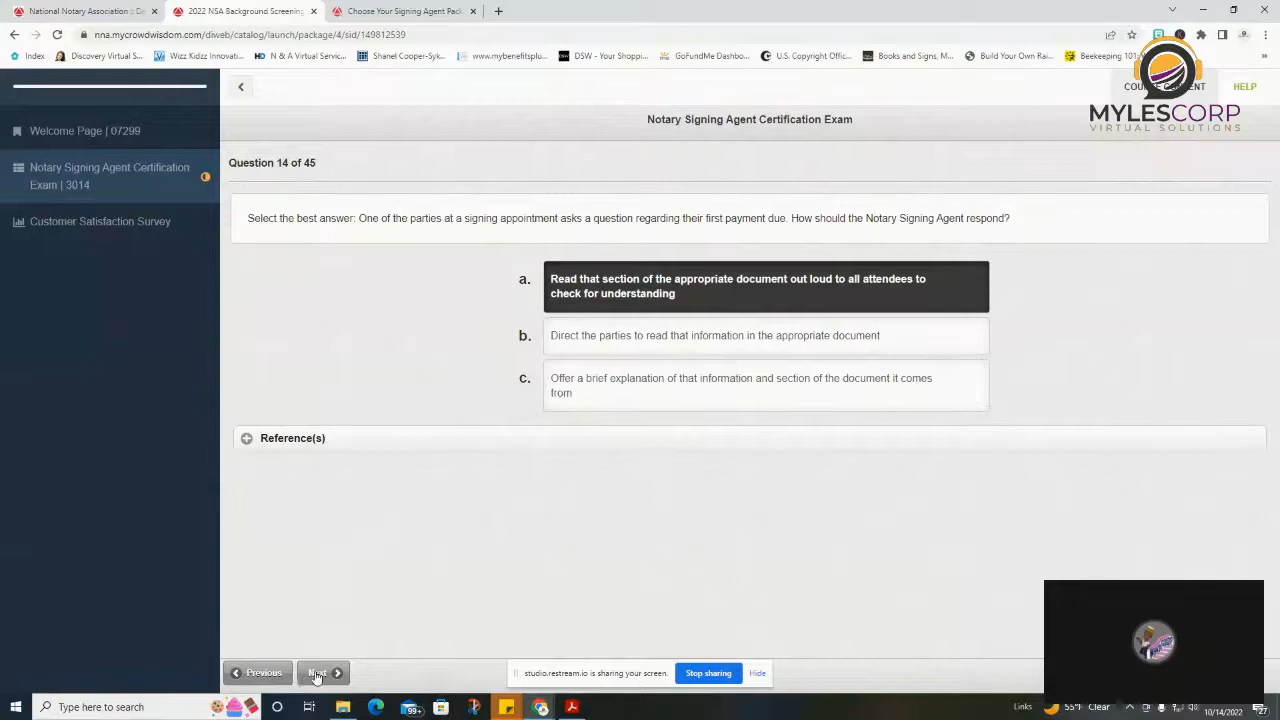 National Notary Association :: Da
2022 NSA Background Screening
Choose Your Signing Agent Pack
nna.mycrowdwisdom.com/diweb/catalog/launch/package/4/sid/149812539
Index
Discovery Virtual S...
Wizz Kidzz Innovati...
N & A Virtual Servic...
Shanel Cooper-Syk...
www.mybenefitsplus...
DSW - Your Shoppi...
GoFundMe Dashbo...
U.S. Copyright Offic...
Books and Signs, M...
Build Your Own Rai...
Beekeeping 101:
HELP
MYLESCORP
VIRTUAL SOLUTIONS
Notary Signing Agent Certification Exam
Welcome Page | 07299
Notary Signing Agent Certification
Exam | 3014
Customer Satisfaction Survey
Question 14 of 45
Select the best answer: One of the parties at a signing appointment asks a question regarding their first payment due. How should the Notary Signing Agent respond?
a. Read that section of the appropriate document out loud to all attendees to
check for understanding
b. Direct the parties to read that information in the appropriate document
c. Offer a brief explanation of that information and section of the document it comes
from
Reference(s)
Previous
Next
studio.restream.io is sharing your screen.
Stop sharing
Hide
Type here to search
99+
Links
55°F Clear
10/14/2022
27